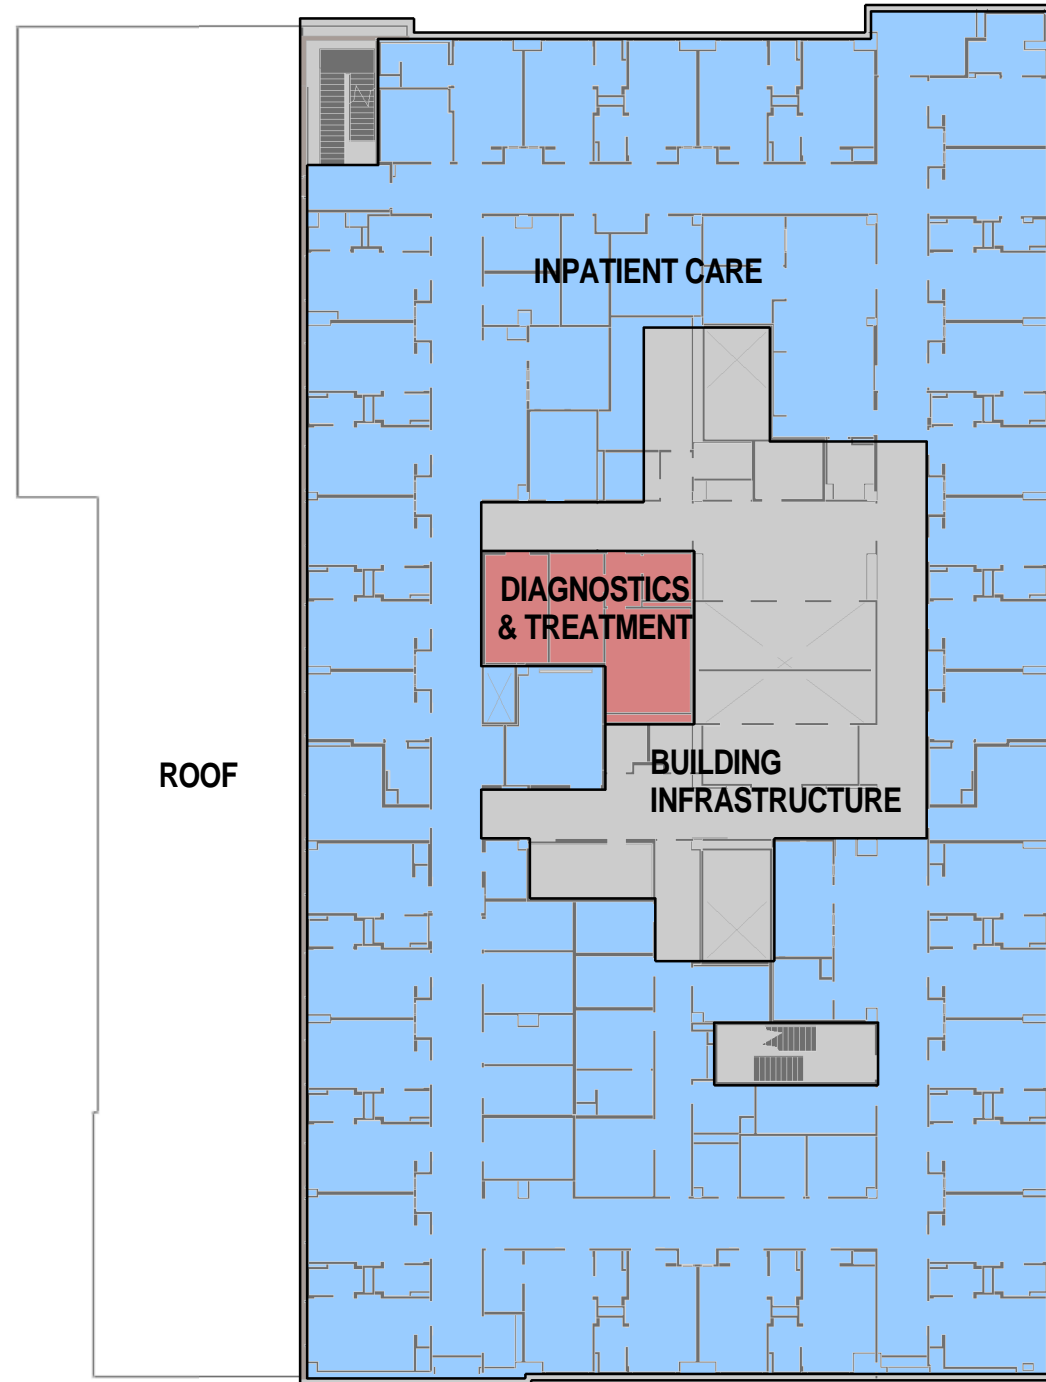 INPATIENT CARE
DIAGNOSTICS
& TREATMENT
ROOF
BUILDING
INFRASTRUCTURE